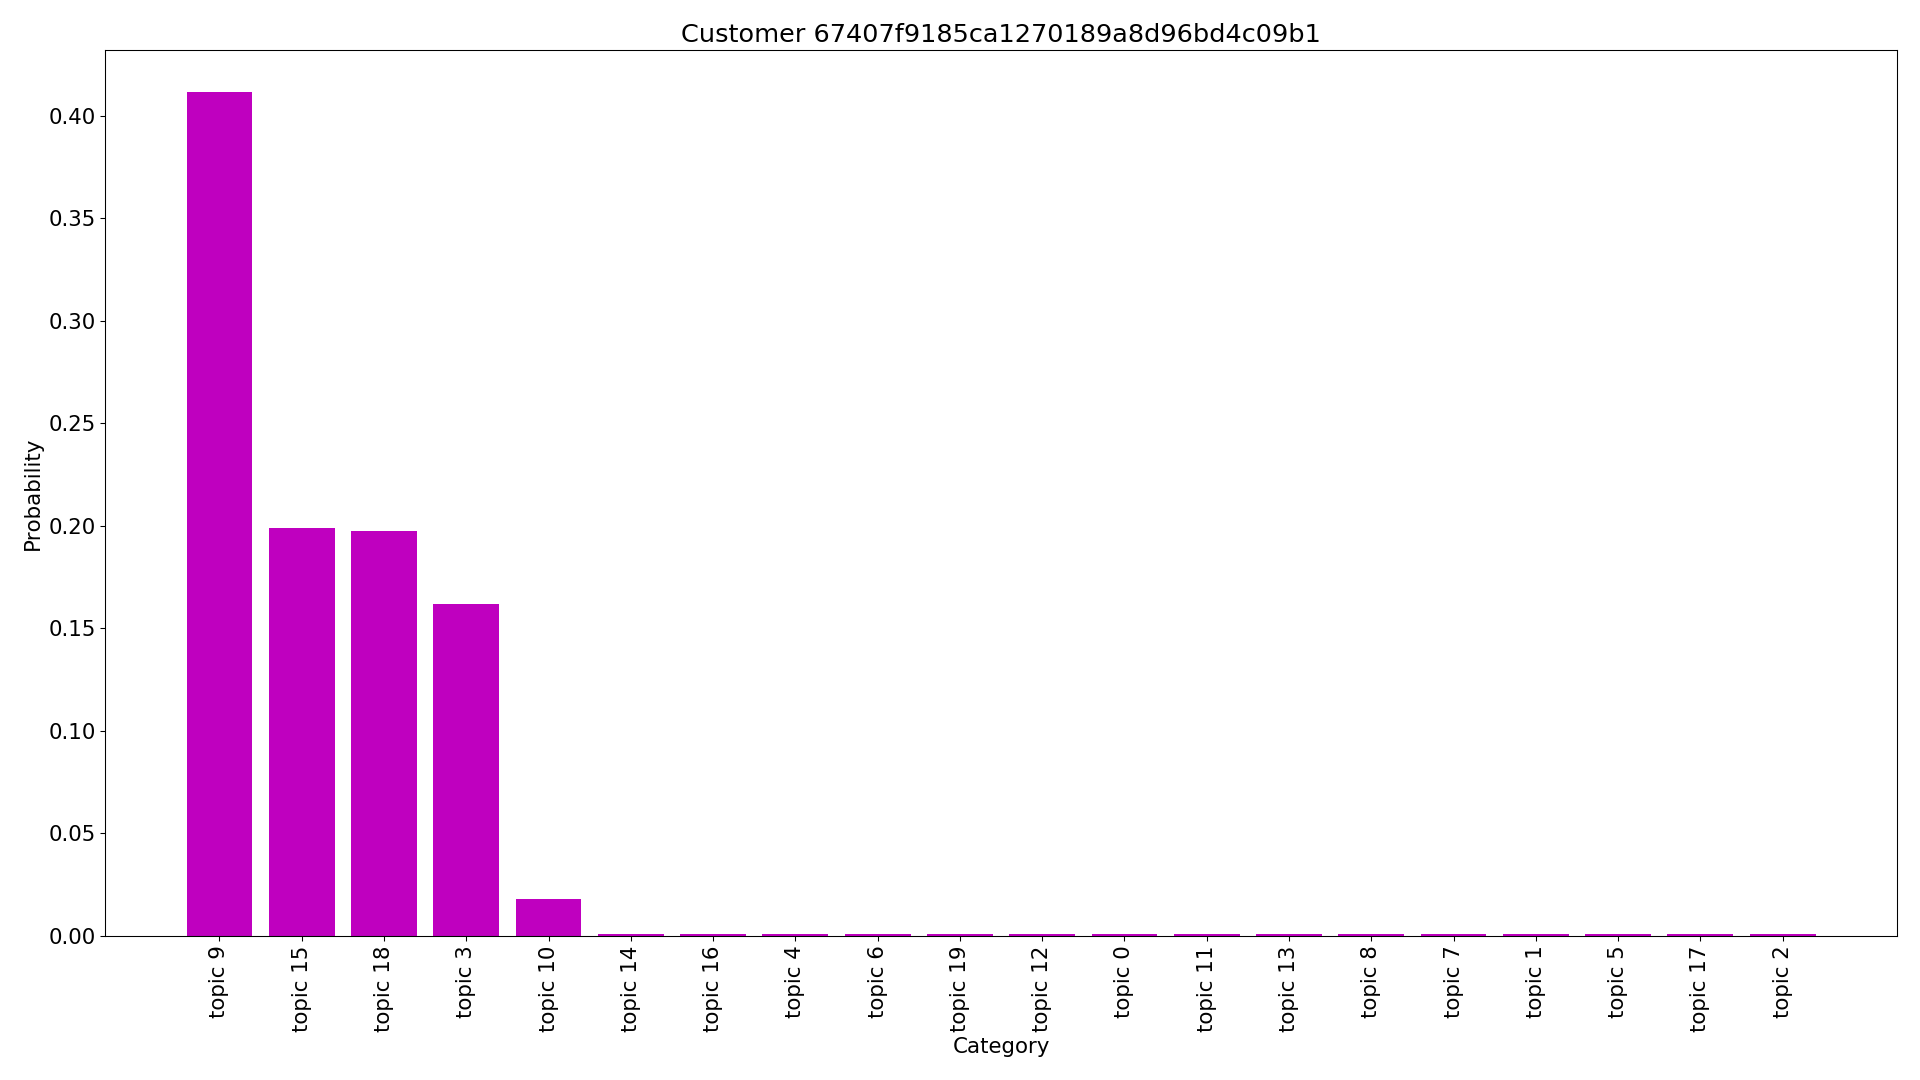 Customer 67407f9185ca1270189a8d96bd4c09b1
Probability
0.40
0.35
0.30
0.25
0.20
0.15
0.10
0.05
0.00
topic 9
topic 15
topic 18
topic 3
topic 10
topic 14
topic 16
topic 4
topic 6
topic 19
topic 12
topic 0
topic 11
topic 13
topic 8
topic 7
topic 1
topic 5
topic 17
topic 2
Category